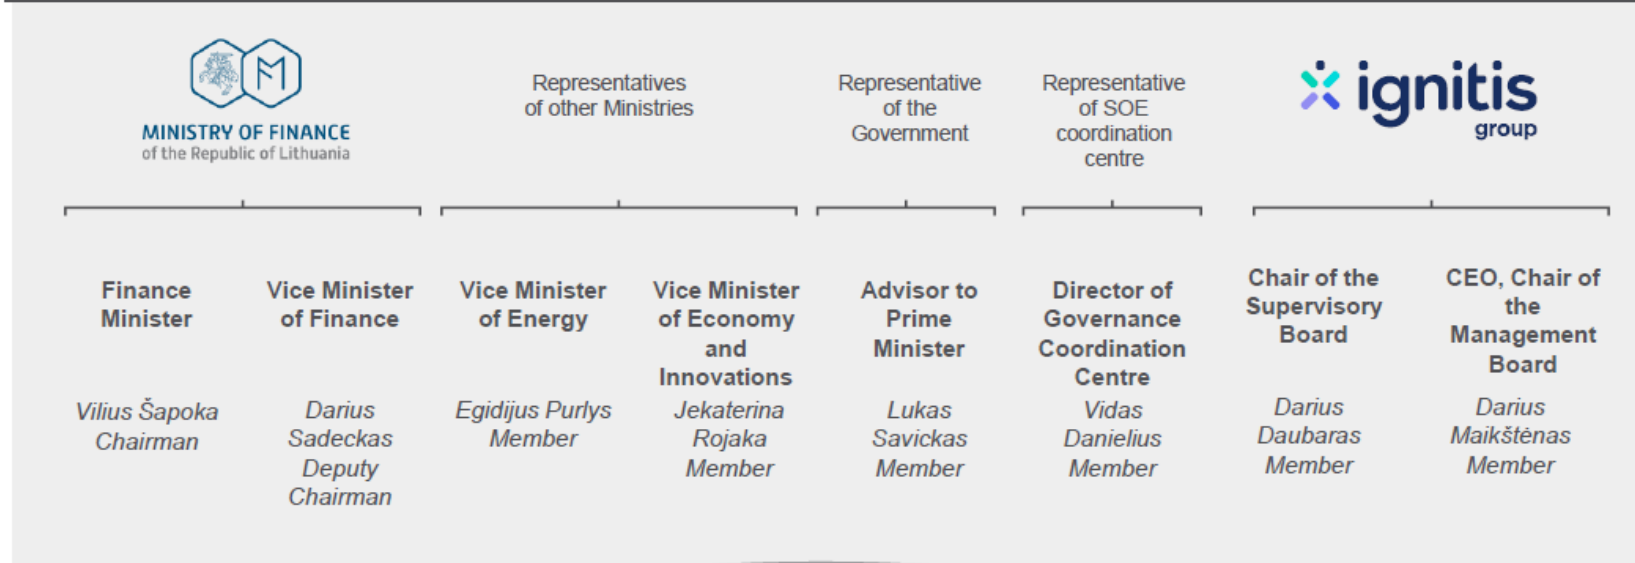 MINISTRY OF FINANCE
of the Republic of Lithuania
Representatives
of other Ministries
Representative
of the
Government
Representative
of SOE
coordination
centre
ignitis
group
Finance
Minister
Vilius Šapoka
Chairman
Vice Minister
of Finance
Darius
Sadeckas
Deputy
Chairman
Vice Minister
of Energy
Egidijus Purlys
Member
Vice Minister
of Economy
and
Innovations
Jekaterina
Rojaka
Member
Advisor to
Prime
Minister
Lukas
Savickas
Member
Director of
Governance
Coordination
Centre
Vidas
Danielius
Member
Chair of the
Supervisory
Board
Darius
Daubaras
Member
CEO, Chair of
the
Management
Board
Darius
Maikštėnas
Member